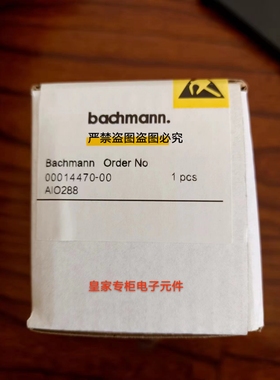 bachmann.
严禁盗图盗图必究
Bachmann Order No
00014470-00 1 pcs
AIO288
皇家专柜电子元件